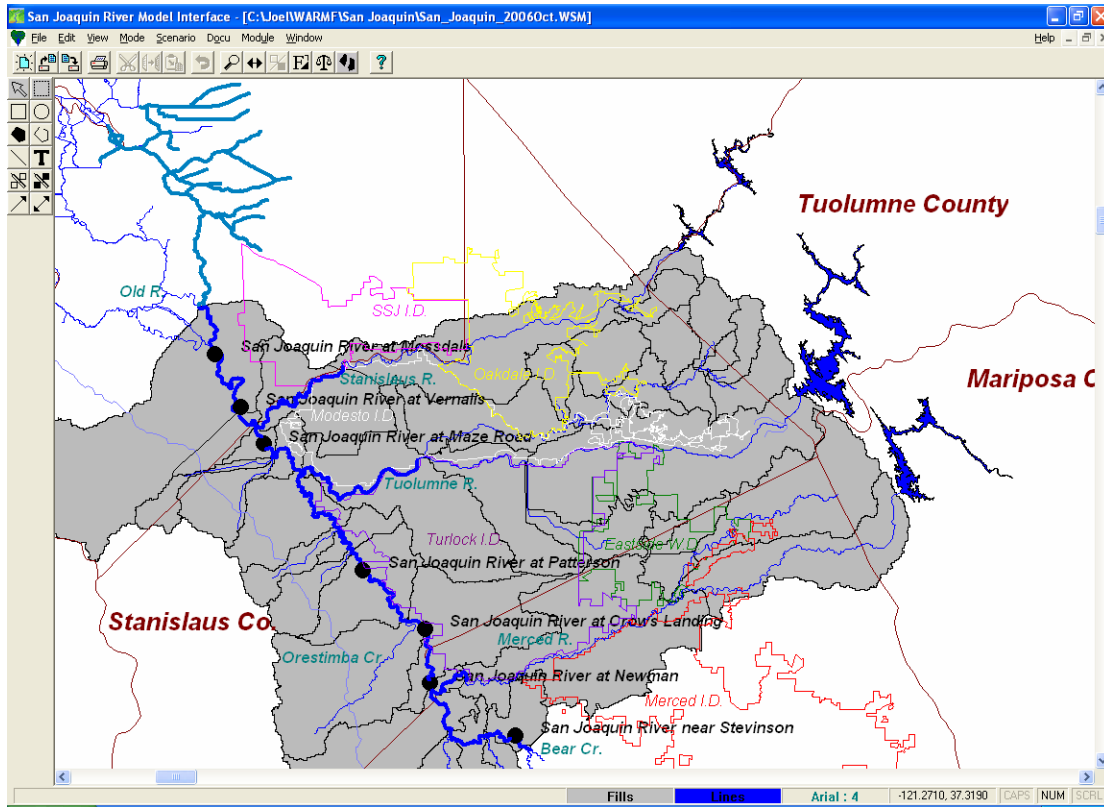 San Joaquin River Model Interface - [C:\Joel\WARMF\San Joaquin\San_Joaquin_2006Oct.WSM]
File Edit View Mode Scenario Docu Module Window Help
Tuolumne County
Old R.
SSJ I.D.
San Joaquin River at Mossdale
Stanislaus R.
Oakdale I.D.
Mariposa C
San Joaquin River at Vernalis
Modesto I.D.
San Joaquin River at Maze Road
Tuolumne R.
Turlock I.D.
Eastside W.D.
San Joaquin River at Patterson
Stanislaus Co.
San Joaquin River at Crow's Landing
Merced R.
Orestimba Cr.
San Joaquin River at Newman
Merced I.D.
San Joaquin River near Stevinson
Bear Cr.
Fills Lines Arial : 4 -121.2710, 37.3190 CAPS NUM SCRL